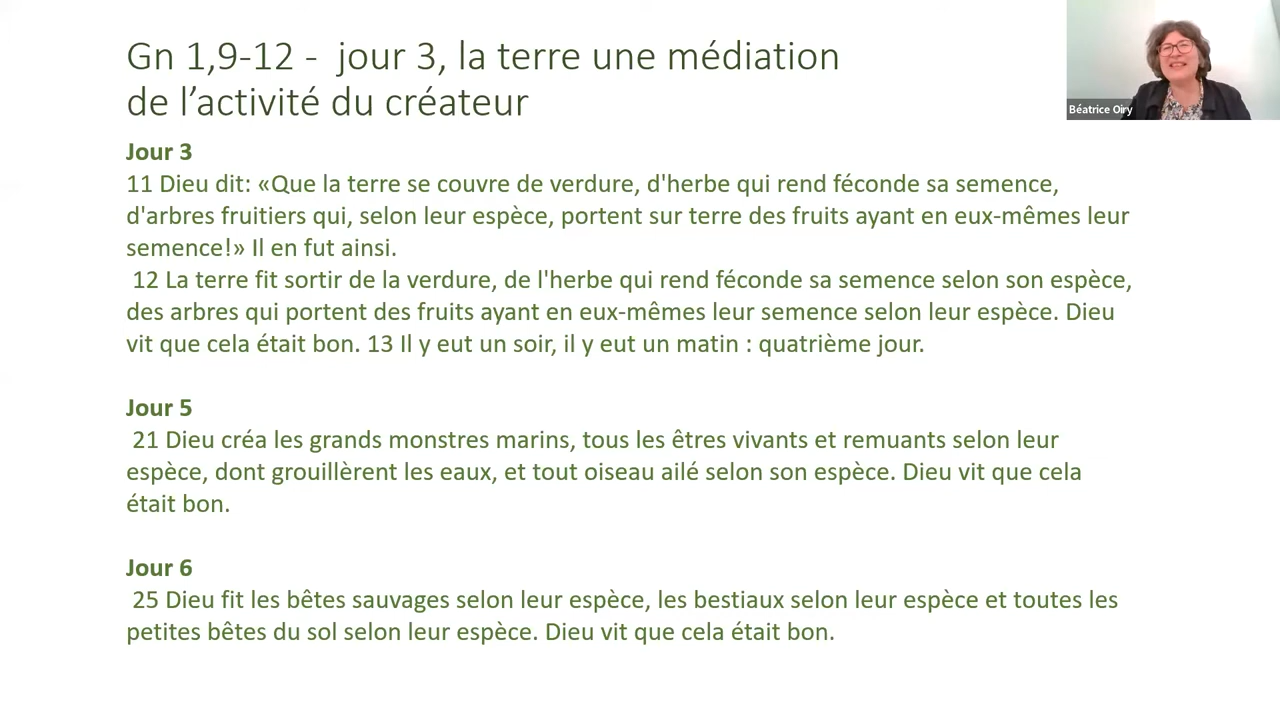 Gn 1,9-12 - jour 3, la terre une médiation
de l’activité du créateur
Béatrice Oiry
Jour 3
11 Dieu dit: «Que la terre se couvre de verdure, d'herbe qui rend féconde sa semence,
d'arbres fruitiers qui, selon leur espèce, portent sur terre des fruits ayant en eux-mêmes leur
semence!» Il en fut ainsi.
12 La terre fit sortir de la verdure, de l'herbe qui rend féconde sa semence selon son espèce,
des arbres qui portent des fruits ayant en eux-mêmes leur semence selon leur espèce. Dieu
vit que cela était bon. 13 Il y eut un soir, il y eut un matin : quatrième jour.
Jour 5
21 Dieu créa les grands monstres marins, tous les êtres vivants et remuants selon leur
espèce, dont grouillèrent les eaux, et tout oiseau ailé selon son espèce. Dieu vit que cela
était bon.
Jour 6
25 Dieu fit les bêtes sauvages selon leur espèce, les bestiaux selon leur espèce et toutes les
petites bêtes du sol selon leur espèce. Dieu vit que cela était bon.